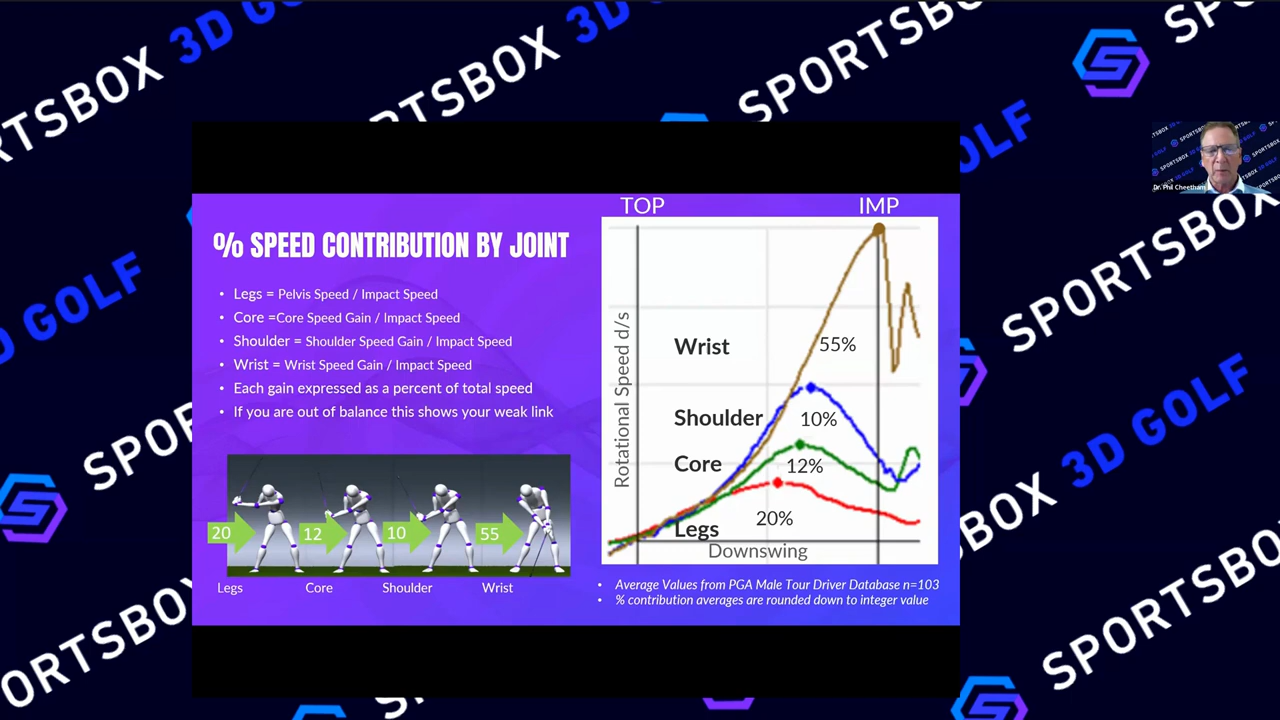 SPORTSBOX 3D GOLF
TOP
IMP
% SPEED CONTRIBUTION BY JOINT
• Legs = Pelvis Speed / Impact Speed
• Core =Core Speed Gain / Impact Speed
• Shoulder = Shoulder Speed Gain / Impact Speed
• Wrist = Wrist Speed Gain / Impact Speed
• Each gain expressed as a percent of total speed
• If you are out of balance this shows your weak link
20
12
10
55
Legs
Core
Shoulder
Wrist
Rotational Speed d/s
Wrist
55%
Shoulder
10%
Core
12%
Legs
20%
Downswing
• Average Values from PGA Male Tour Driver Database n=103
• % contribution averages are rounded down to integer value
Dr. Phil Cheetham